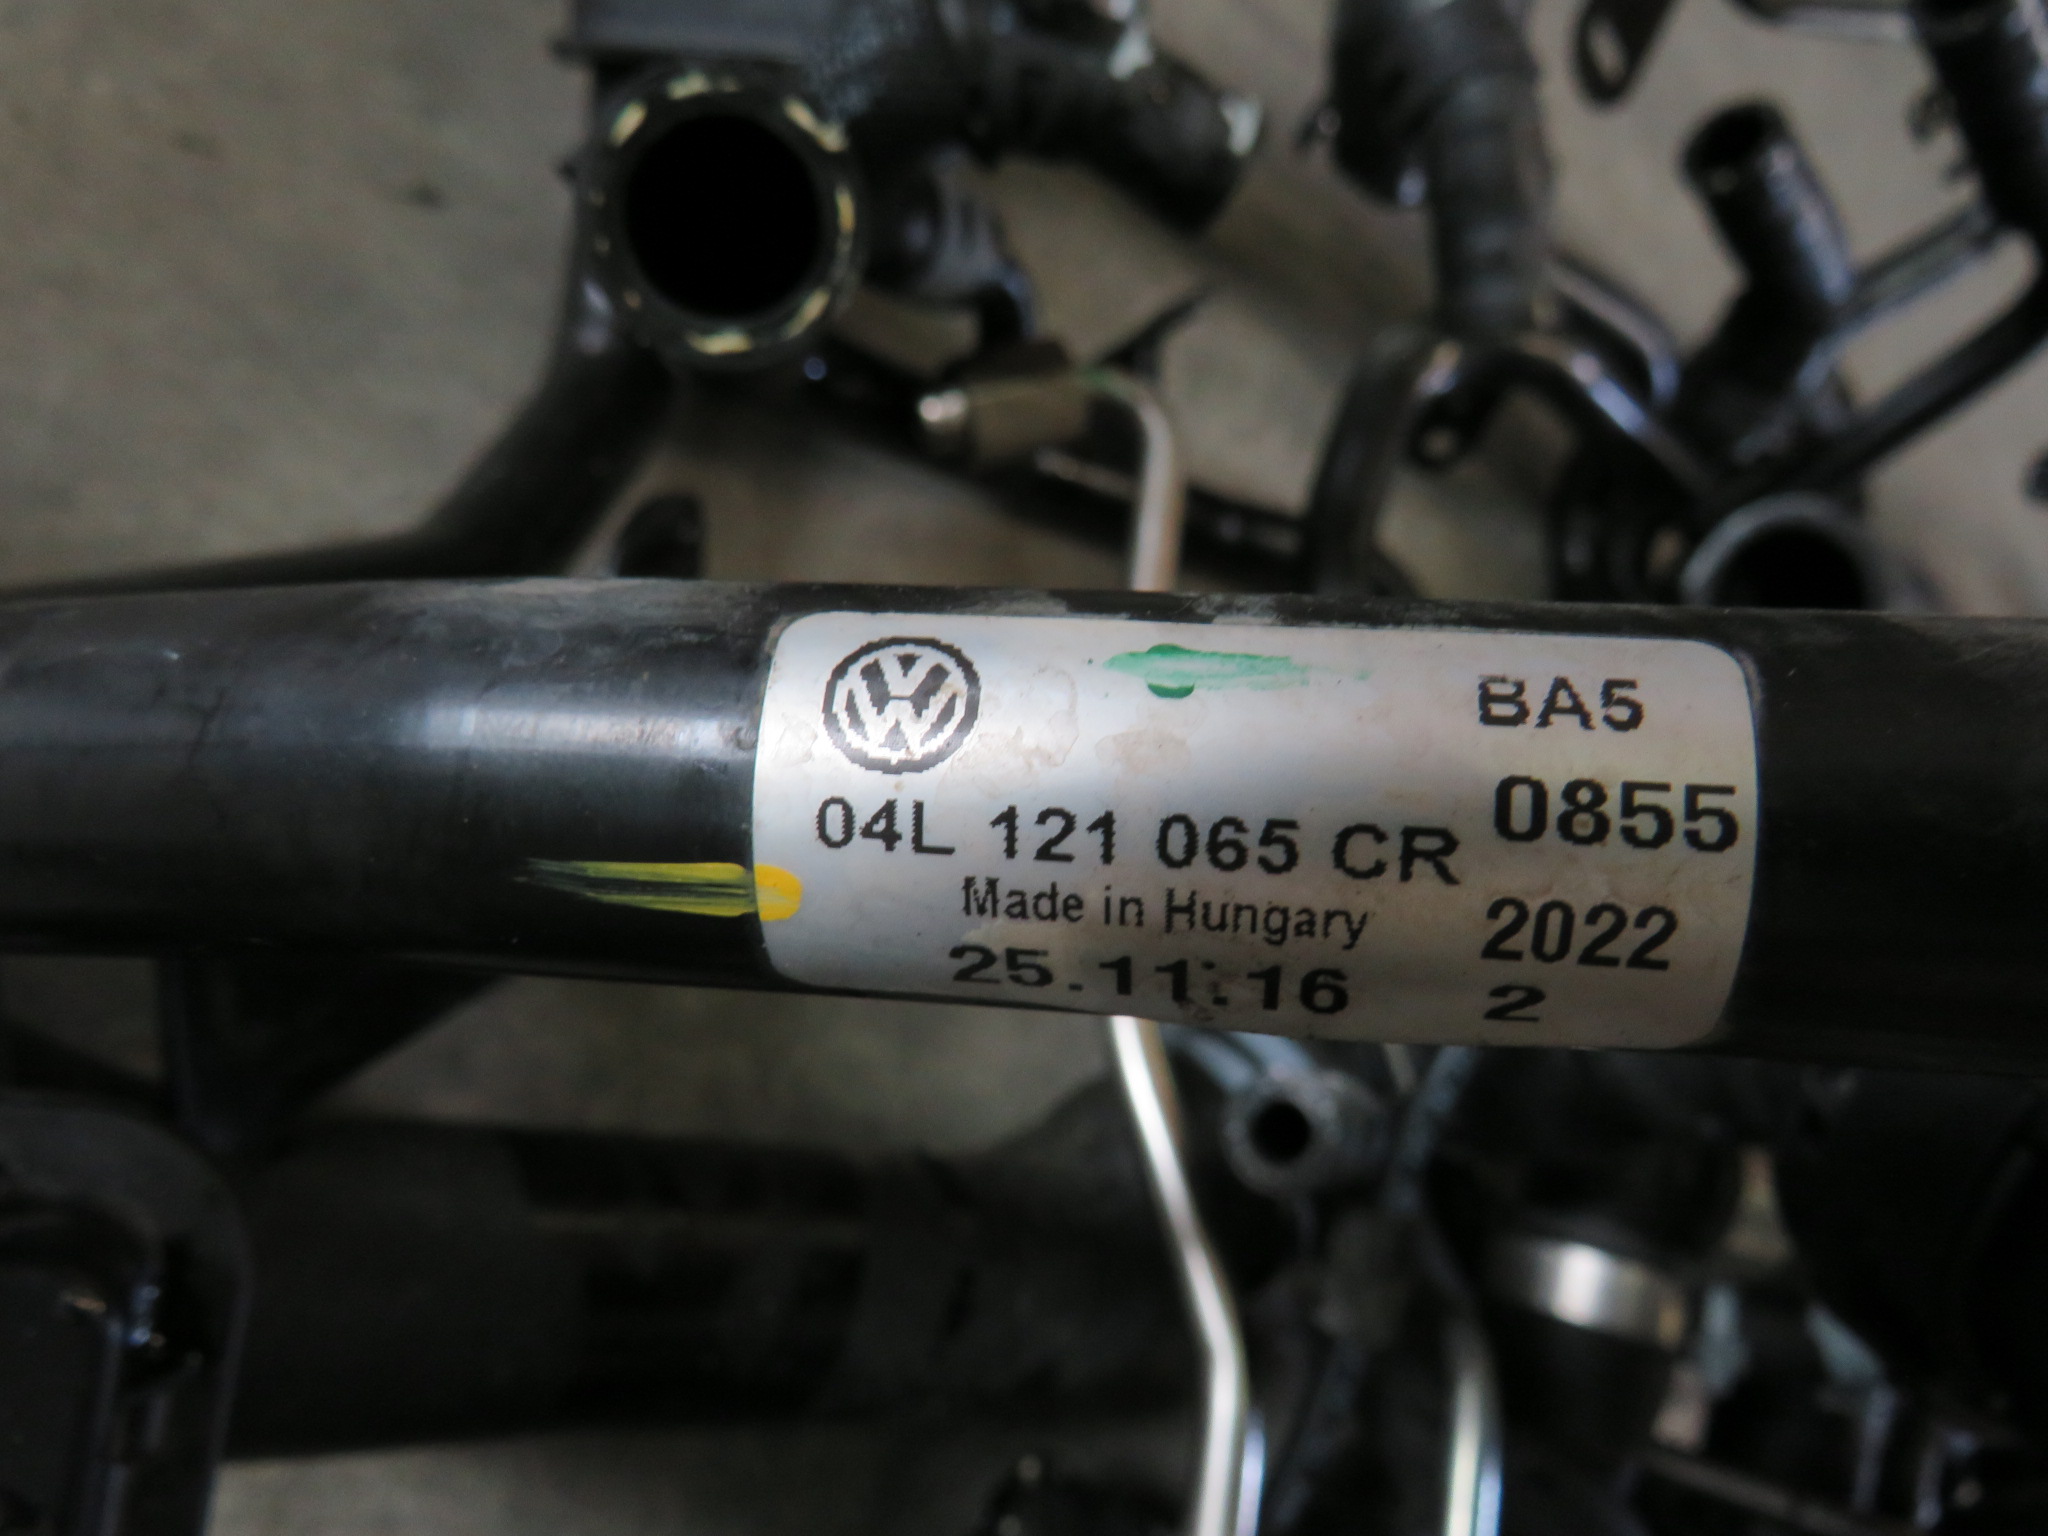 BA5
04L 121 065 CR 0855
Made in Hungary
25.11.16
2022
2